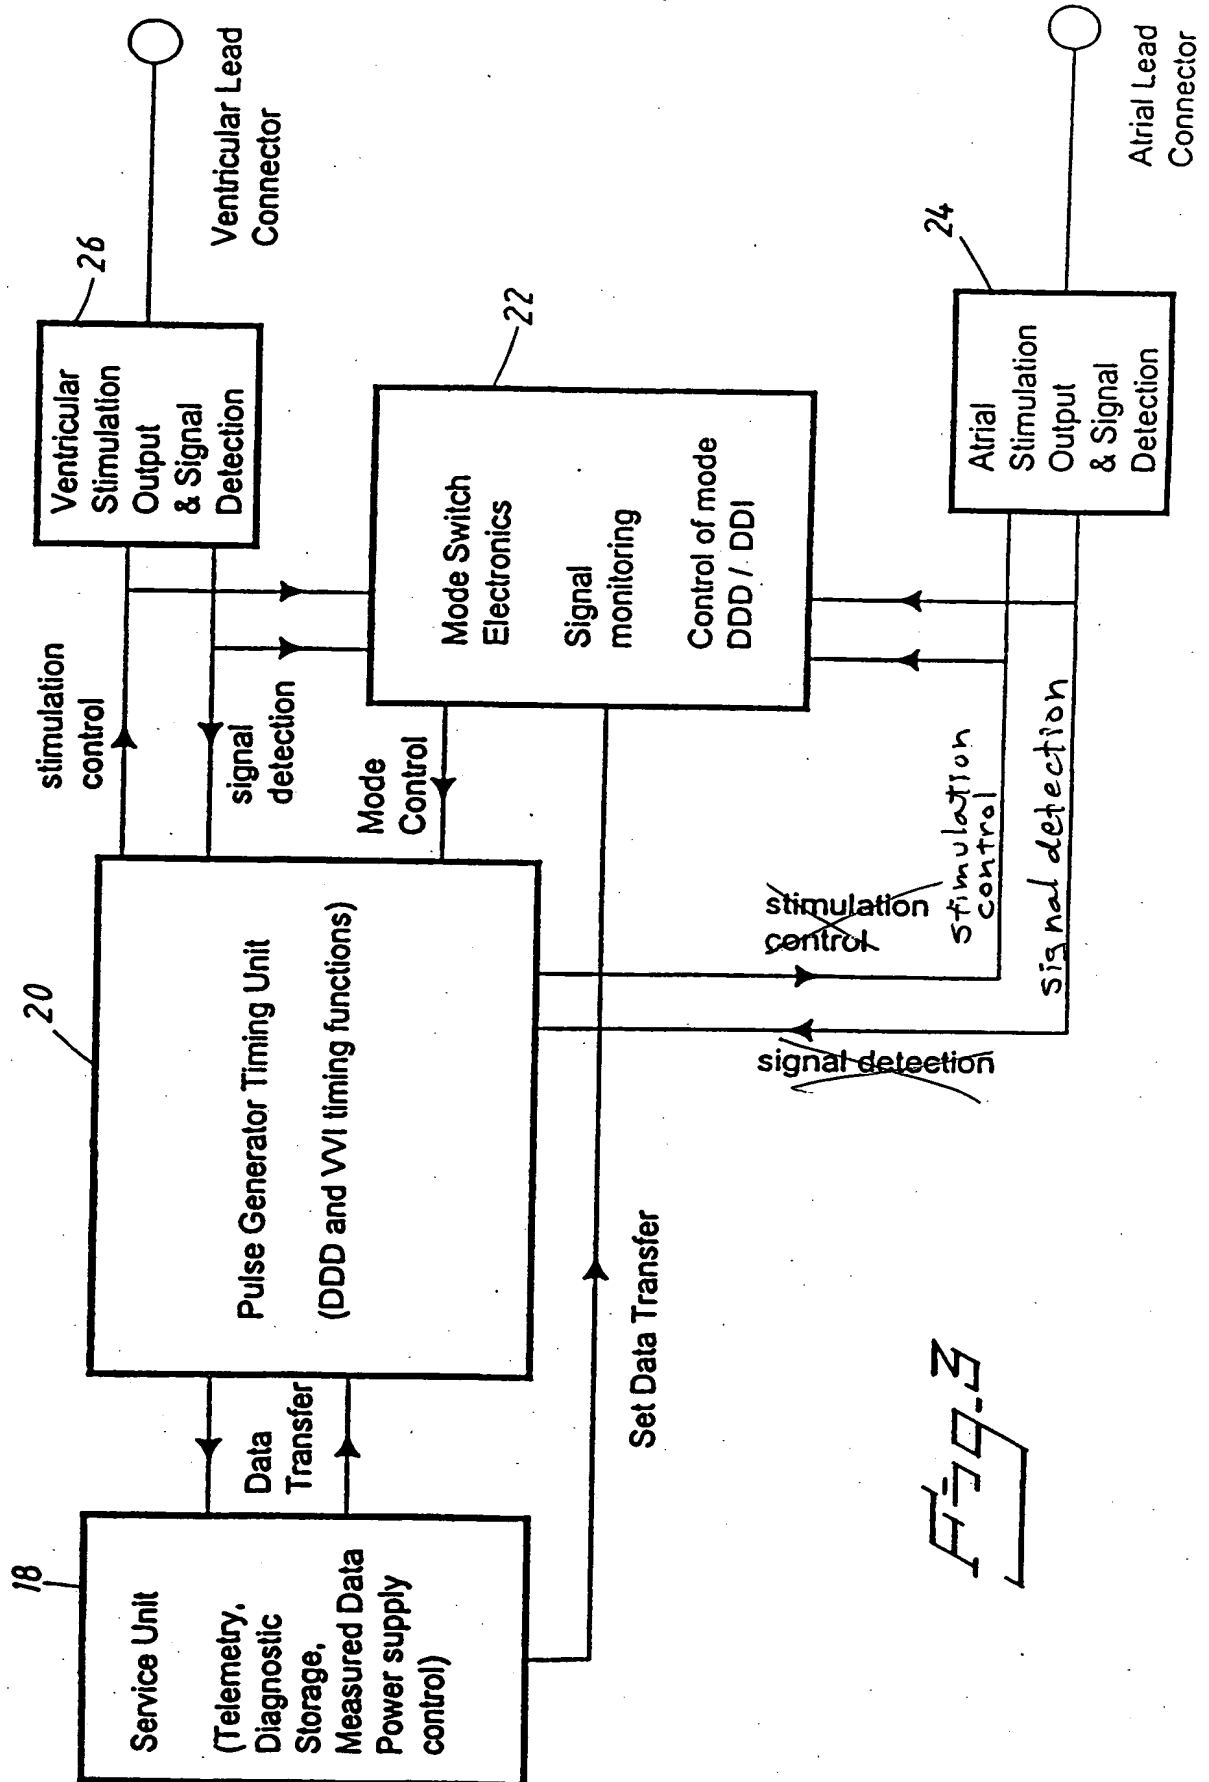 18
Service Unit
(Telemetry,
Diagnostic
Storage,
Measured Data
Power supply
control)
Data
Transfer
Set Data Transfer
20
Pulse Generator Timing Unit
(DDD and VVI timing functions)
stimulation
control
signal
detection
Mode
Control
stimulation
control
signal detection
stimulation
control
signal detection
22
Mode Switch
Electronics
Signal
monitoring
Control of mode
DDD / DDI
26
Ventricular
Stimulation
Output
& Signal
Detection
Ventricular Lead
Connector
24
Atrial
Stimulation
Output
& Signal
Detection
Atrial Lead
Connector
Fig. 3